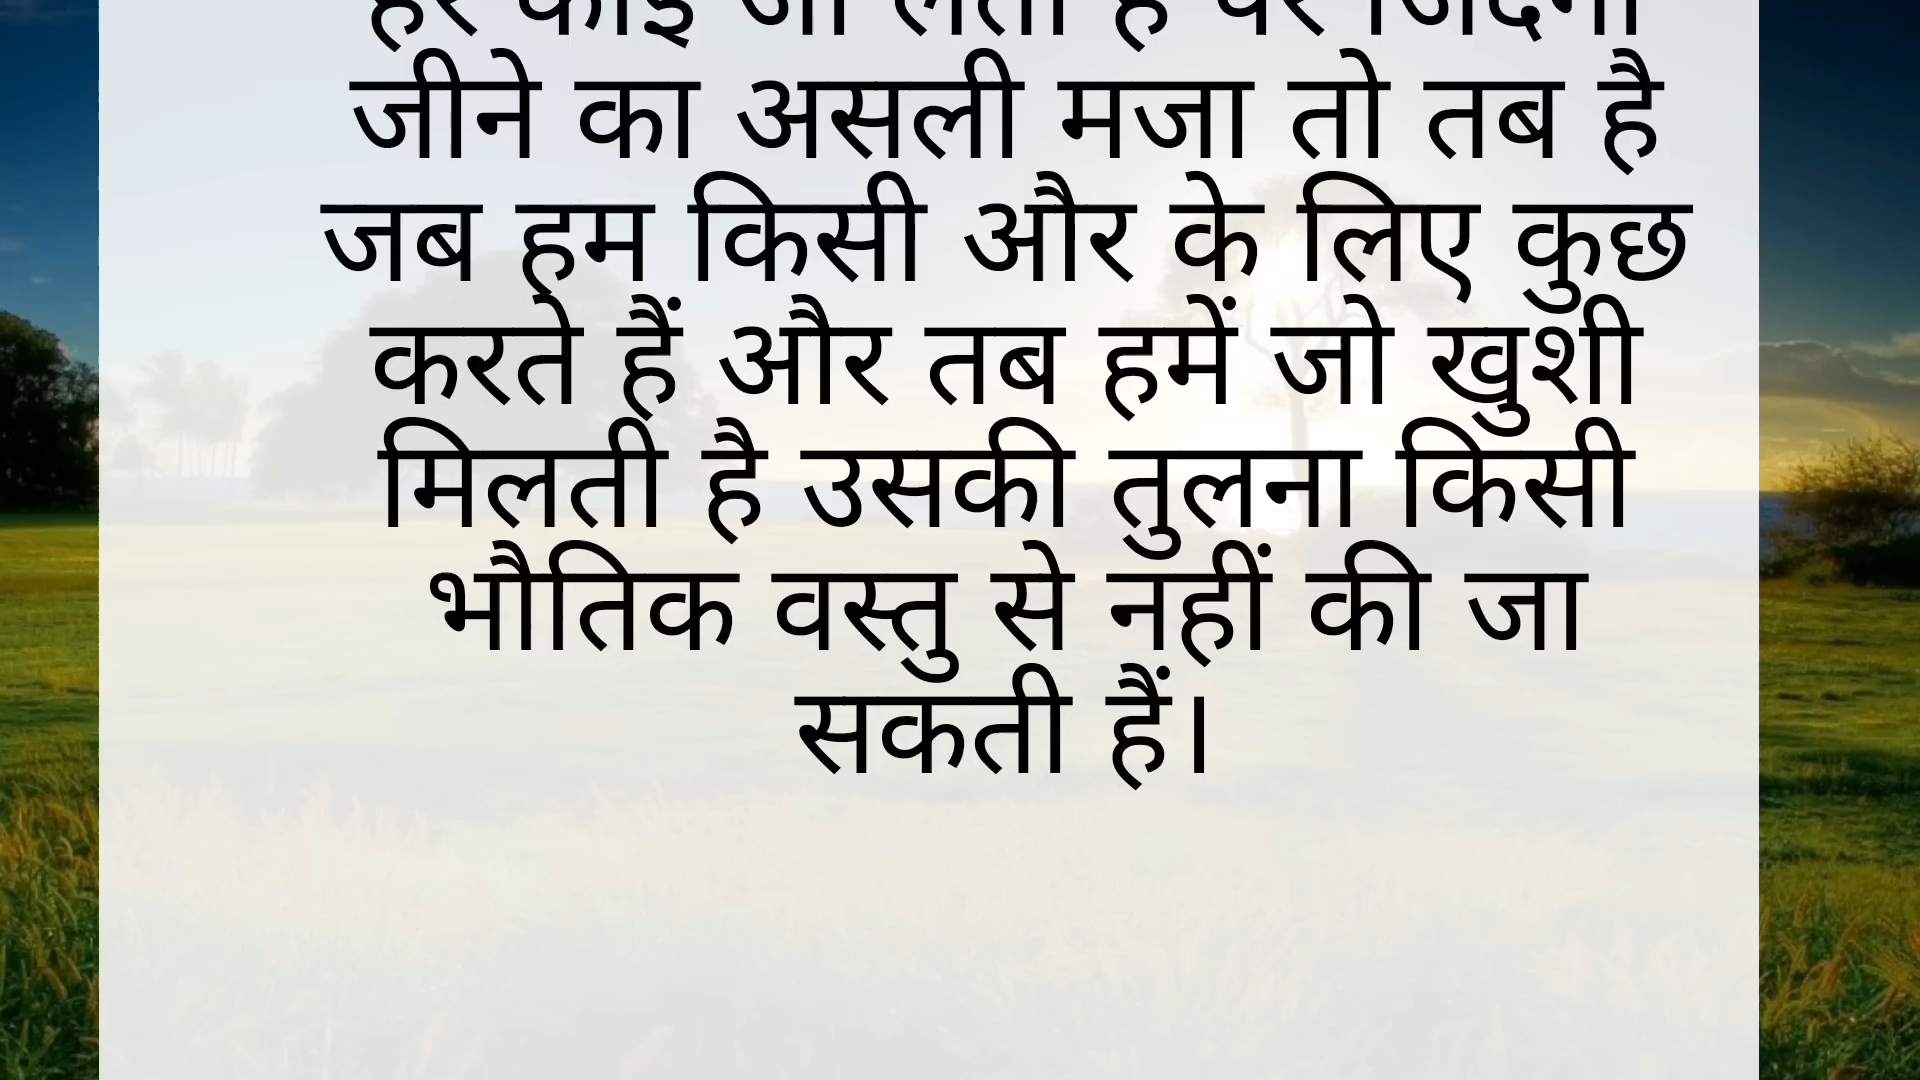 हर कोई जी लेता है पर जिंदगी
जीने का असली मजा तो तब है
जब हम किसी और के लिए कुछ
करते हैं और तब हमें जो खुशी
मिलती है उसकी तुलना किसी
भौतिक वस्तु से नहीं की जा
सकती हैं।